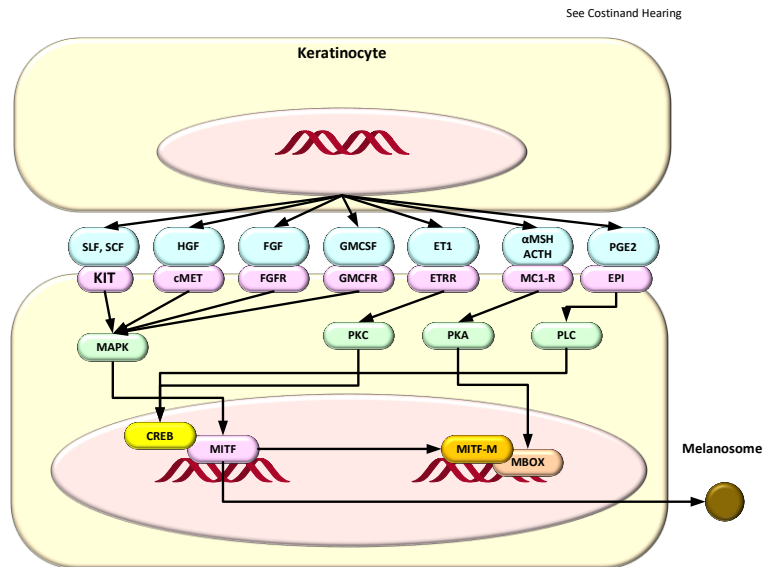 See Costinand Hearing
Keratinocyte
SLF, SCF
HGF
FGF
GMCSF
ET1
αMSH
ACTH
PGE2
KIT
cMET
FGFR
GMCFR
ETRR
MC1-R
EPI
MAPK
PKC
PKA
PLC
CREB
MITF
MITF-M
MBOX
Melanosome